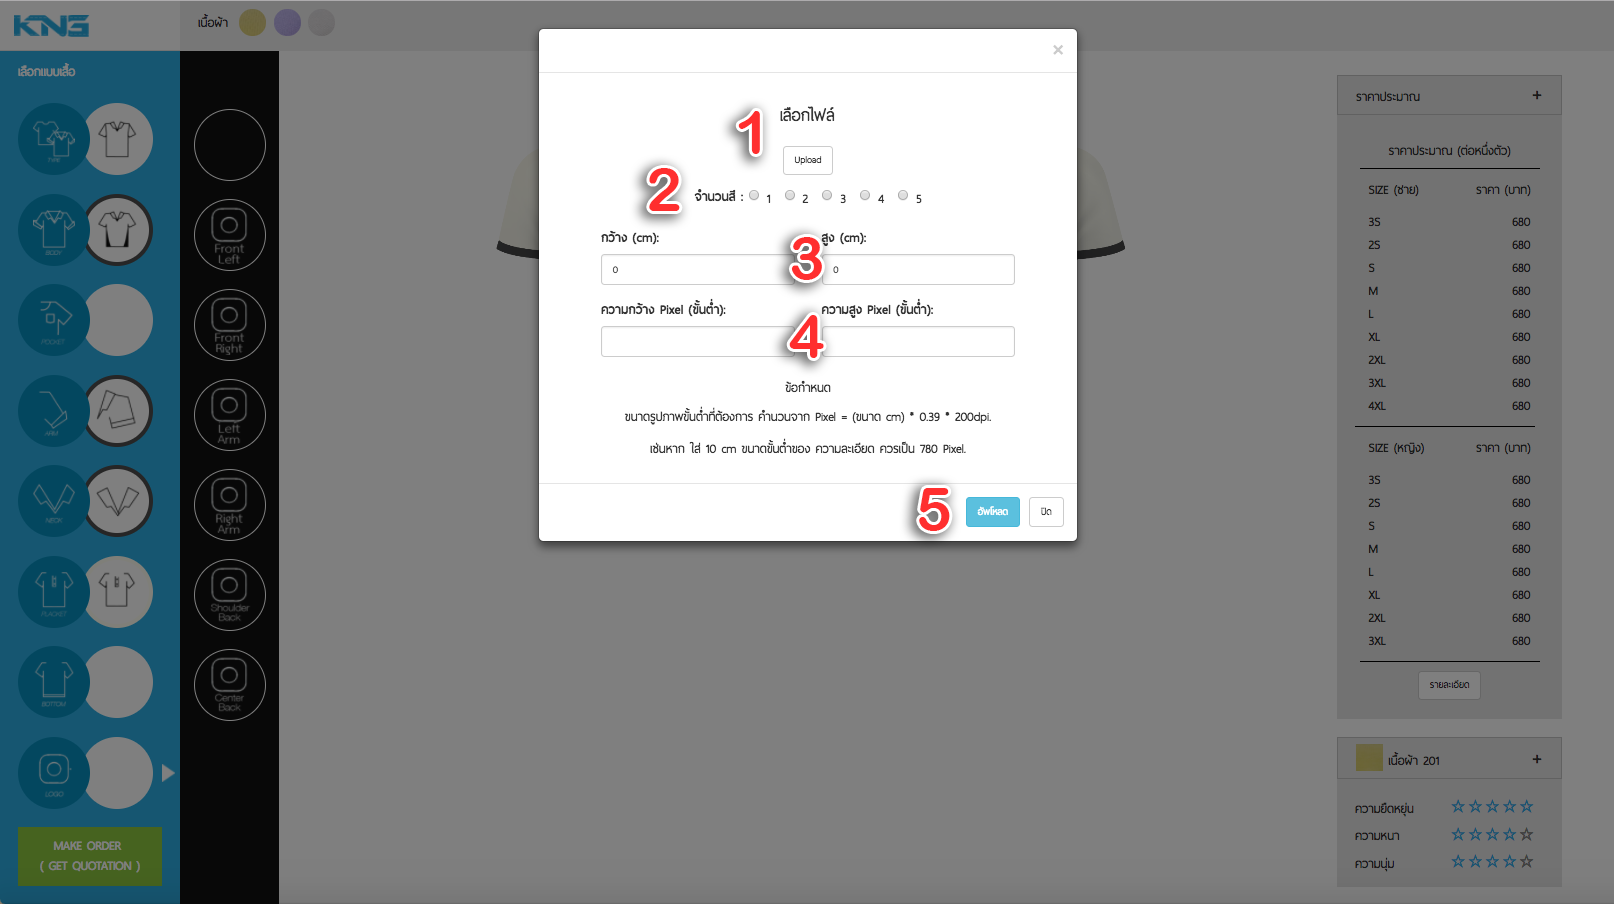 KNG
เนื้อผ้า
เลือกแบบเสื้อ
TYPE
BODY
POCKET
ARM
NECK
PLACKET
BOTTOM
LOGO
MAKE ORDER
( GET QUOTATION )
Front
Left
Front
Right
Left
Arm
Right
Arm
Shoulder
Back
Center
Back
×
1
เลือกไฟล์
Upload
2
จำนวนสี : 1 2 3 4 5
กว้าง (cm): สูง (cm):
0 3 0
ความกว้าง Pixel (ขั้นต่ำ): ความสูง Pixel (ขั้นต่ำ):
4
ข้อกำหนด
ขนาดรูปภาพขั้นต่ำที่ต้องการ คำนวนจาก Pixel = (ขนาด cm) * 0.39 * 200dpi.
เช่นหาก ใส่ 10 cm ขนาดขั้นต่ำของ ความละเอียด ควรเป็น 780 Pixel.
5
อัพโหลด ปิด
ราคาประมาณ +
ราคาประมาณ (ต่อหนึ่งตัว)
SIZE (ชาย) ราคา (บาท)
3S 680
2S 680
S 680
M 680
L 680
XL 680
2XL 680
3XL 680
4XL 680
SIZE (หญิง) ราคา (บาท)
3S 680
2S 680
S 680
M 680
L 680
XL 680
2XL 680
3XL 680
รายละเอียด
เนื้อผ้า 201 +
ความยืดหยุ่น
ความหนา
ความนุ่ม